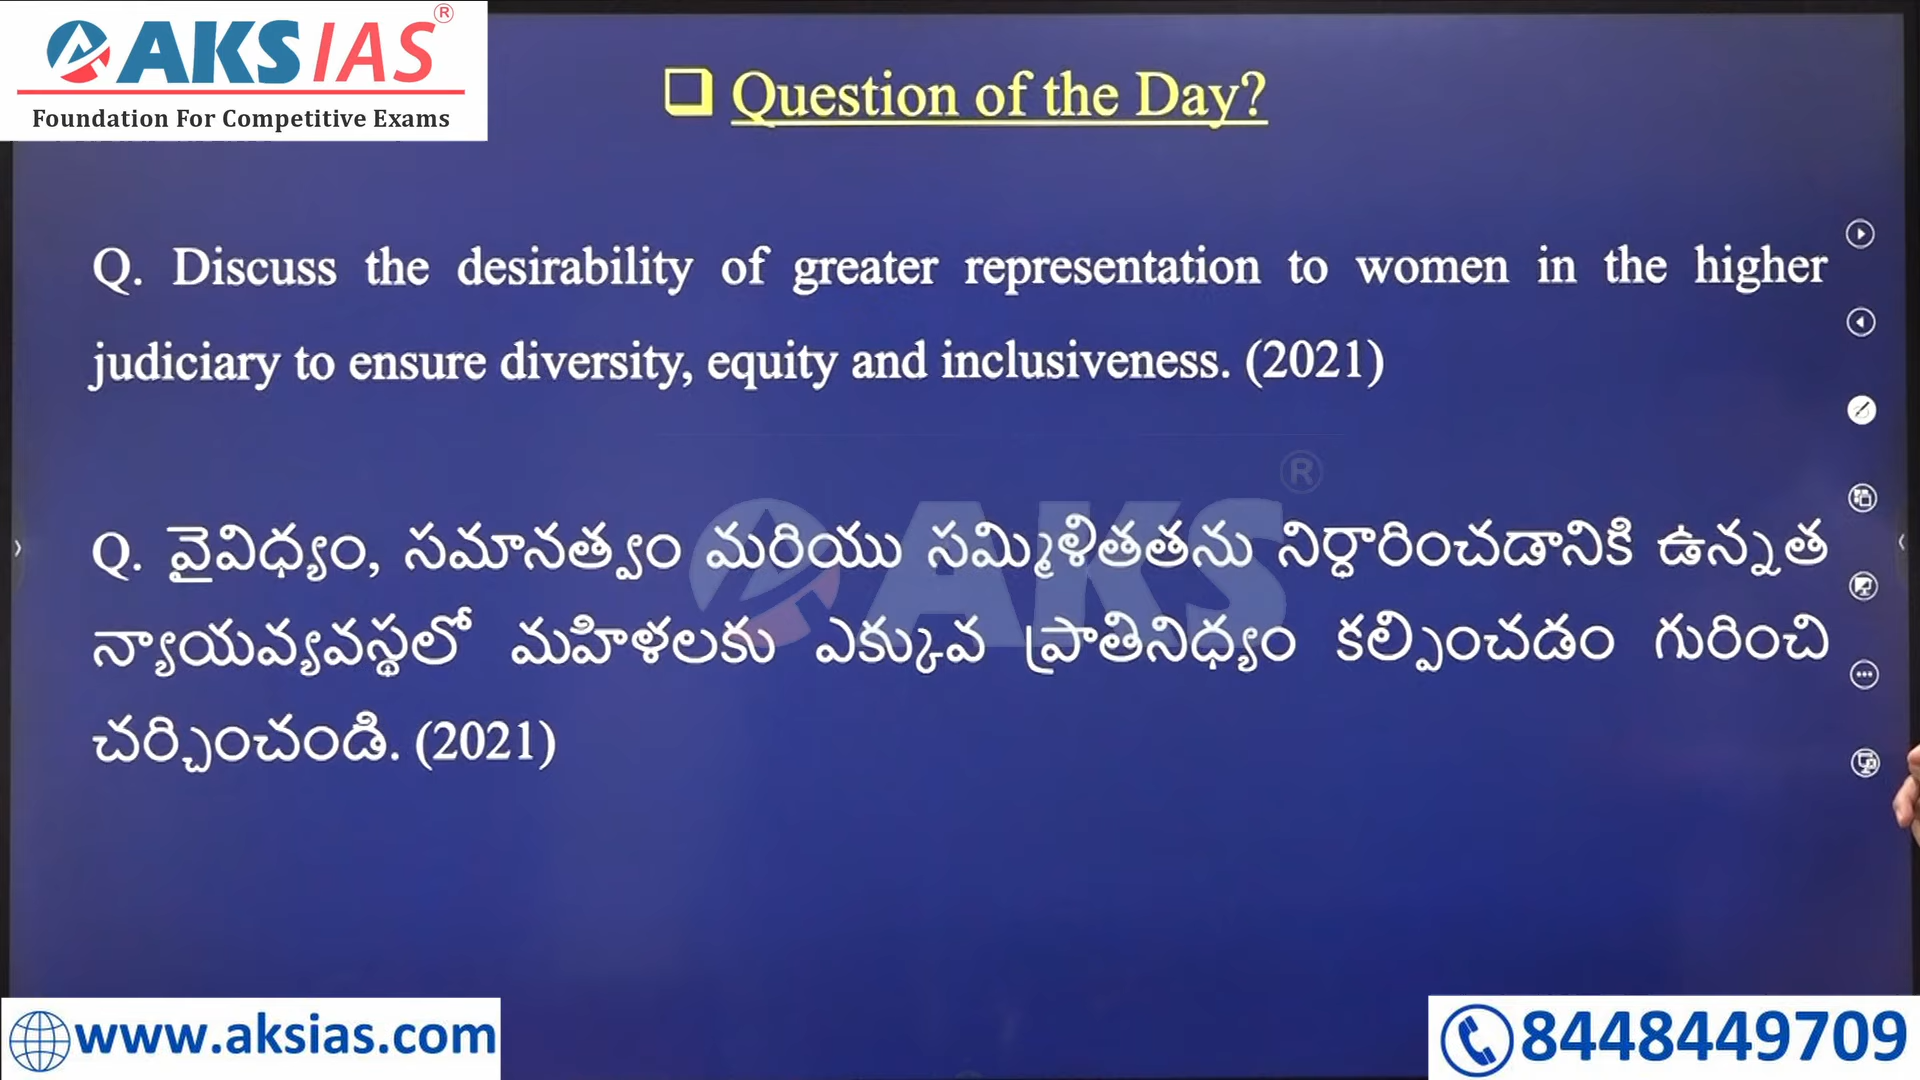 AKS IAS ®
Foundation For Competitive Exams
Question of the Day?
Q. Discuss the desirability of greater representation to women in the higher
judiciary to ensure diversity, equity and inclusiveness. (2021)
AKS ®
Q. వైవిధ్యం, సమానత్వం మరియు సమ్మిళితతను నిర్ధారించడానికి ఉన్నత
న్యాయవ్యవస్థలో మహిళలకు ఎక్కువ ప్రాతినిధ్యం కల్పించడం గురించి
చర్చించండి. (2021)
www.aksias.com
8448449709